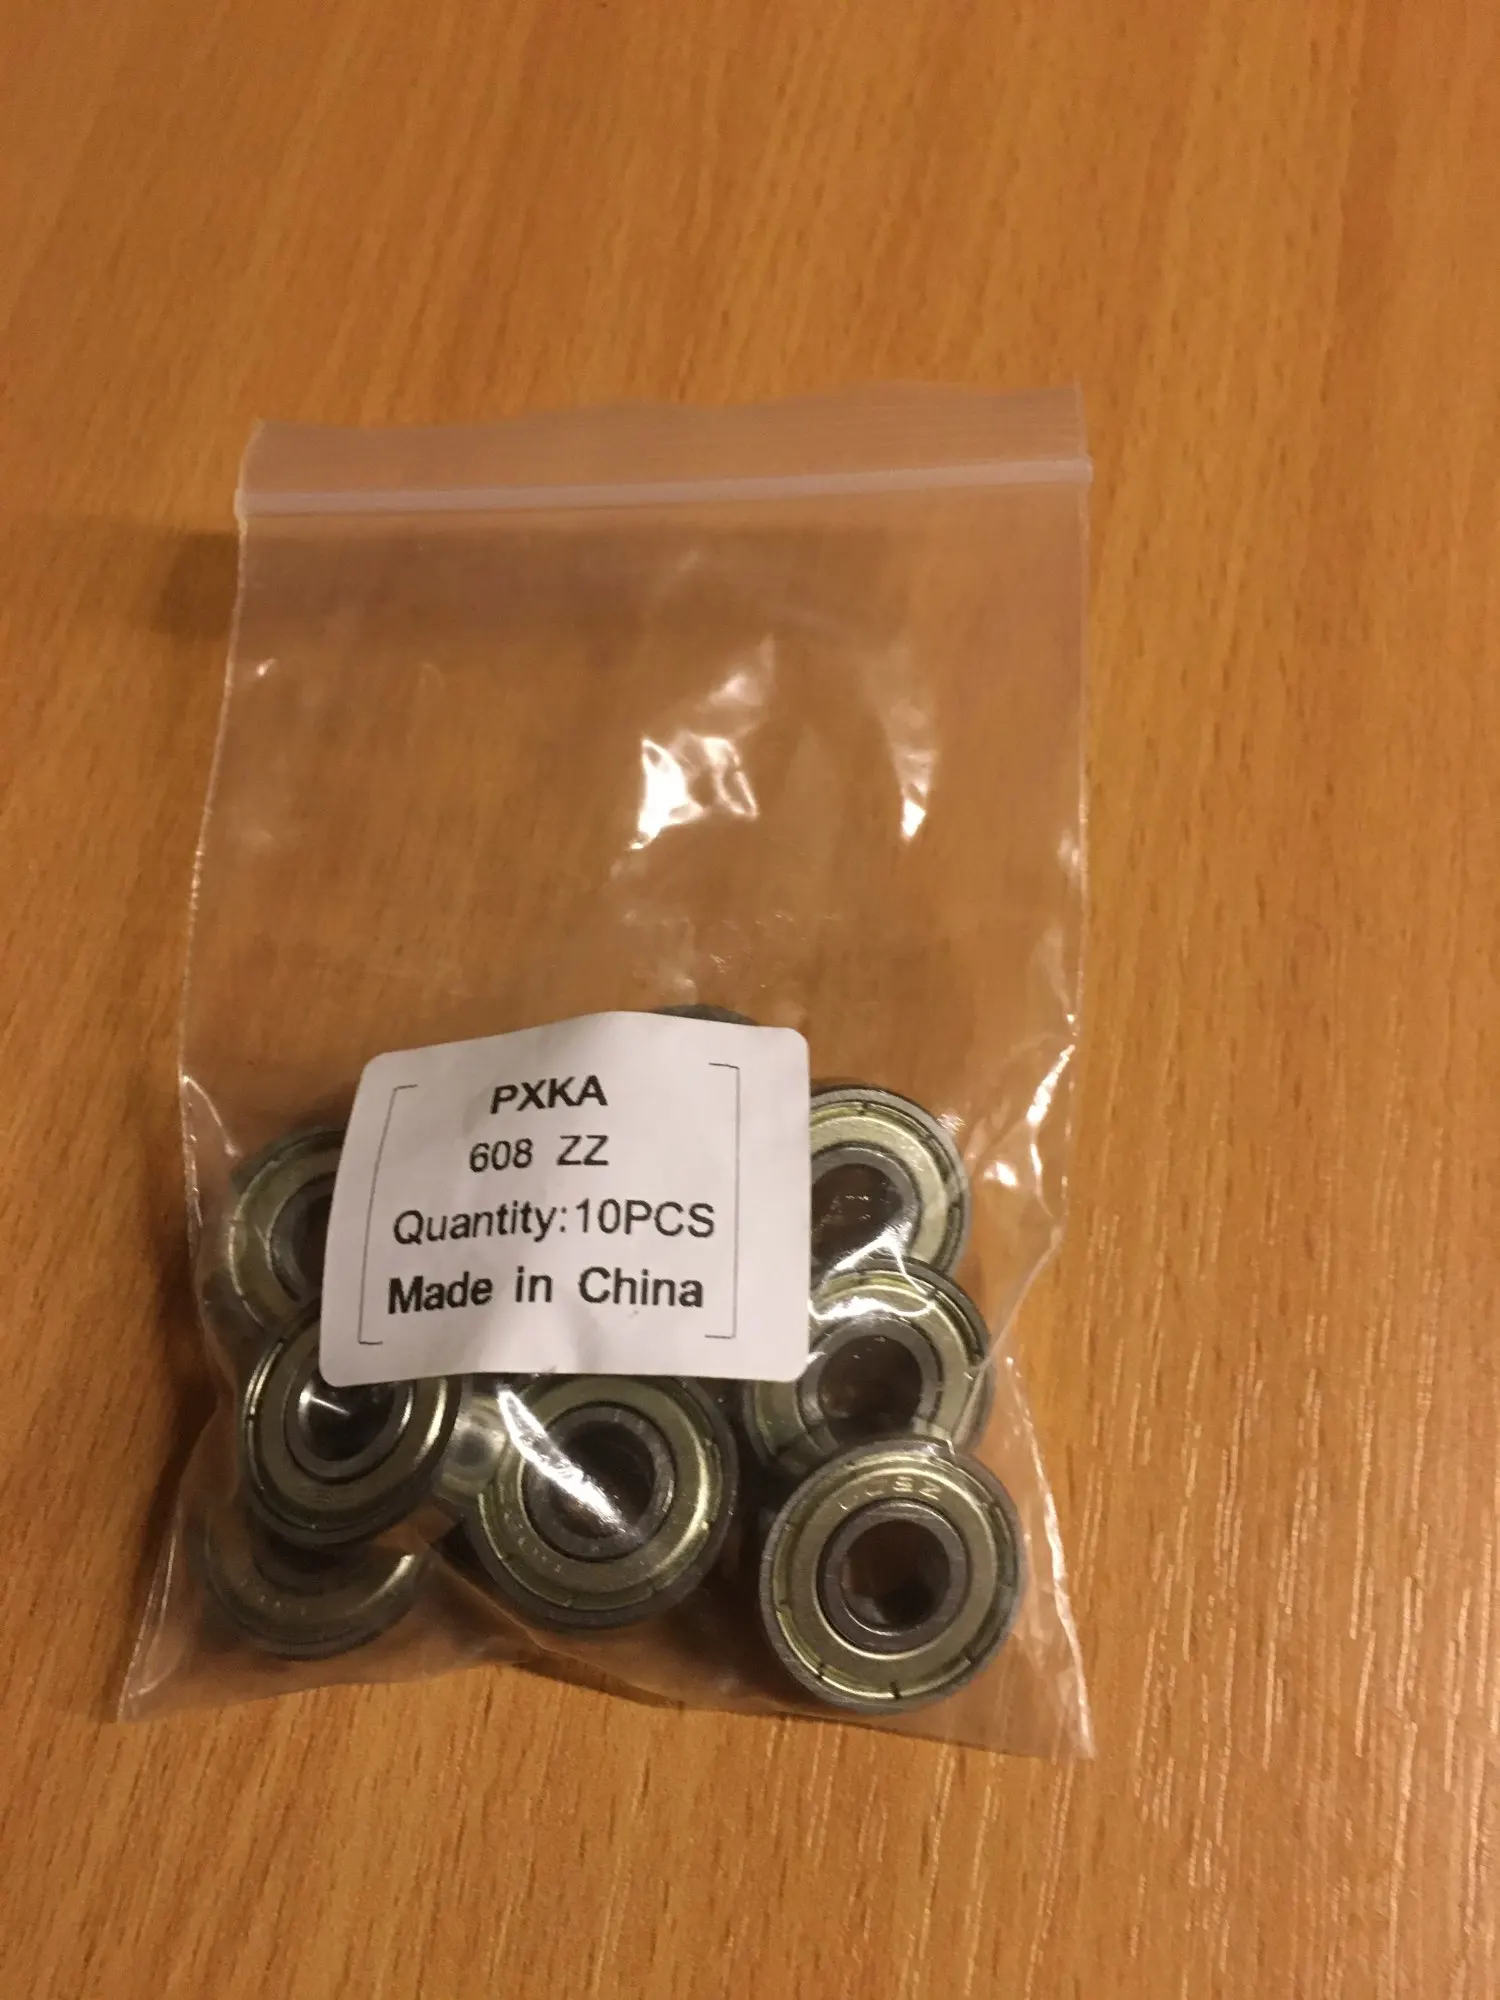 PXKA
608 ZZ
Quantity:10PCS
Made in China